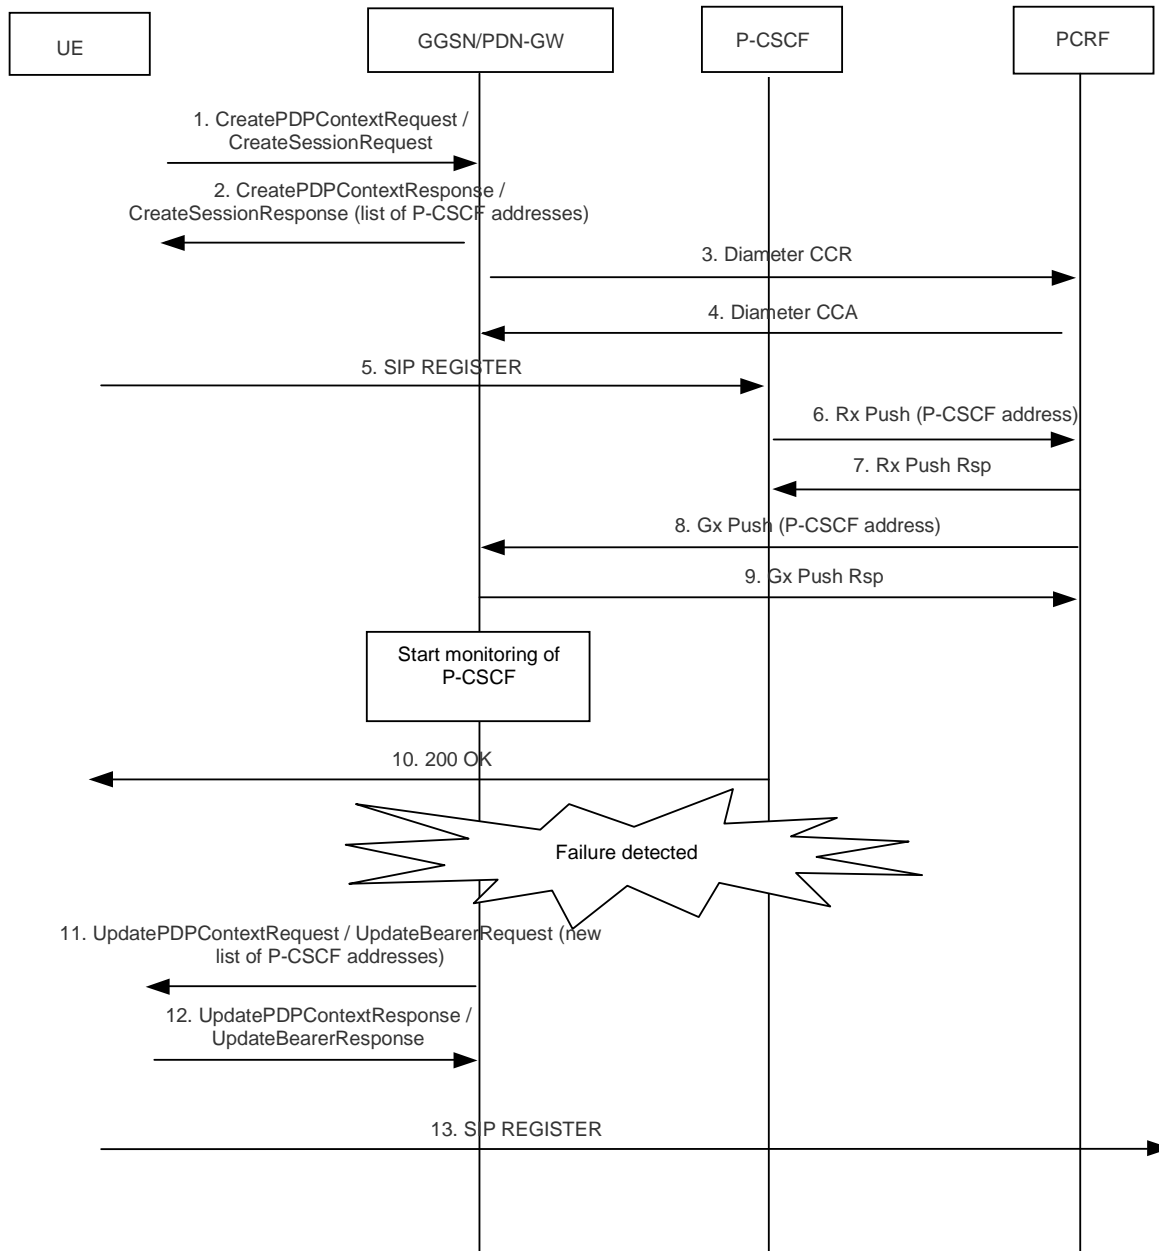 UE
GGSN/PDN-GW
P-CSCF
PCRF
1. CreatePDPContextRequest /
CreateSessionRequest
2. CreatePDPContextResponse /
CreateSessionResponse (list of P-CSCF addresses)
3. Diameter CCR
4. Diameter CCA
5. SIP REGISTER
6. Rx Push (P-CSCF address)
7. Rx Push Rsp
8. Gx Push (P-CSCF address)
9. Gx Push Rsp
Start monitoring of
P-CSCF
10. 200 OK
Failure detected
11. UpdatePDPContextRequest / UpdateBearerRequest (new
list of P-CSCF addresses)
12. UpdatePDPContextResponse /
UpdateBearerResponse
13. SIP REGISTER